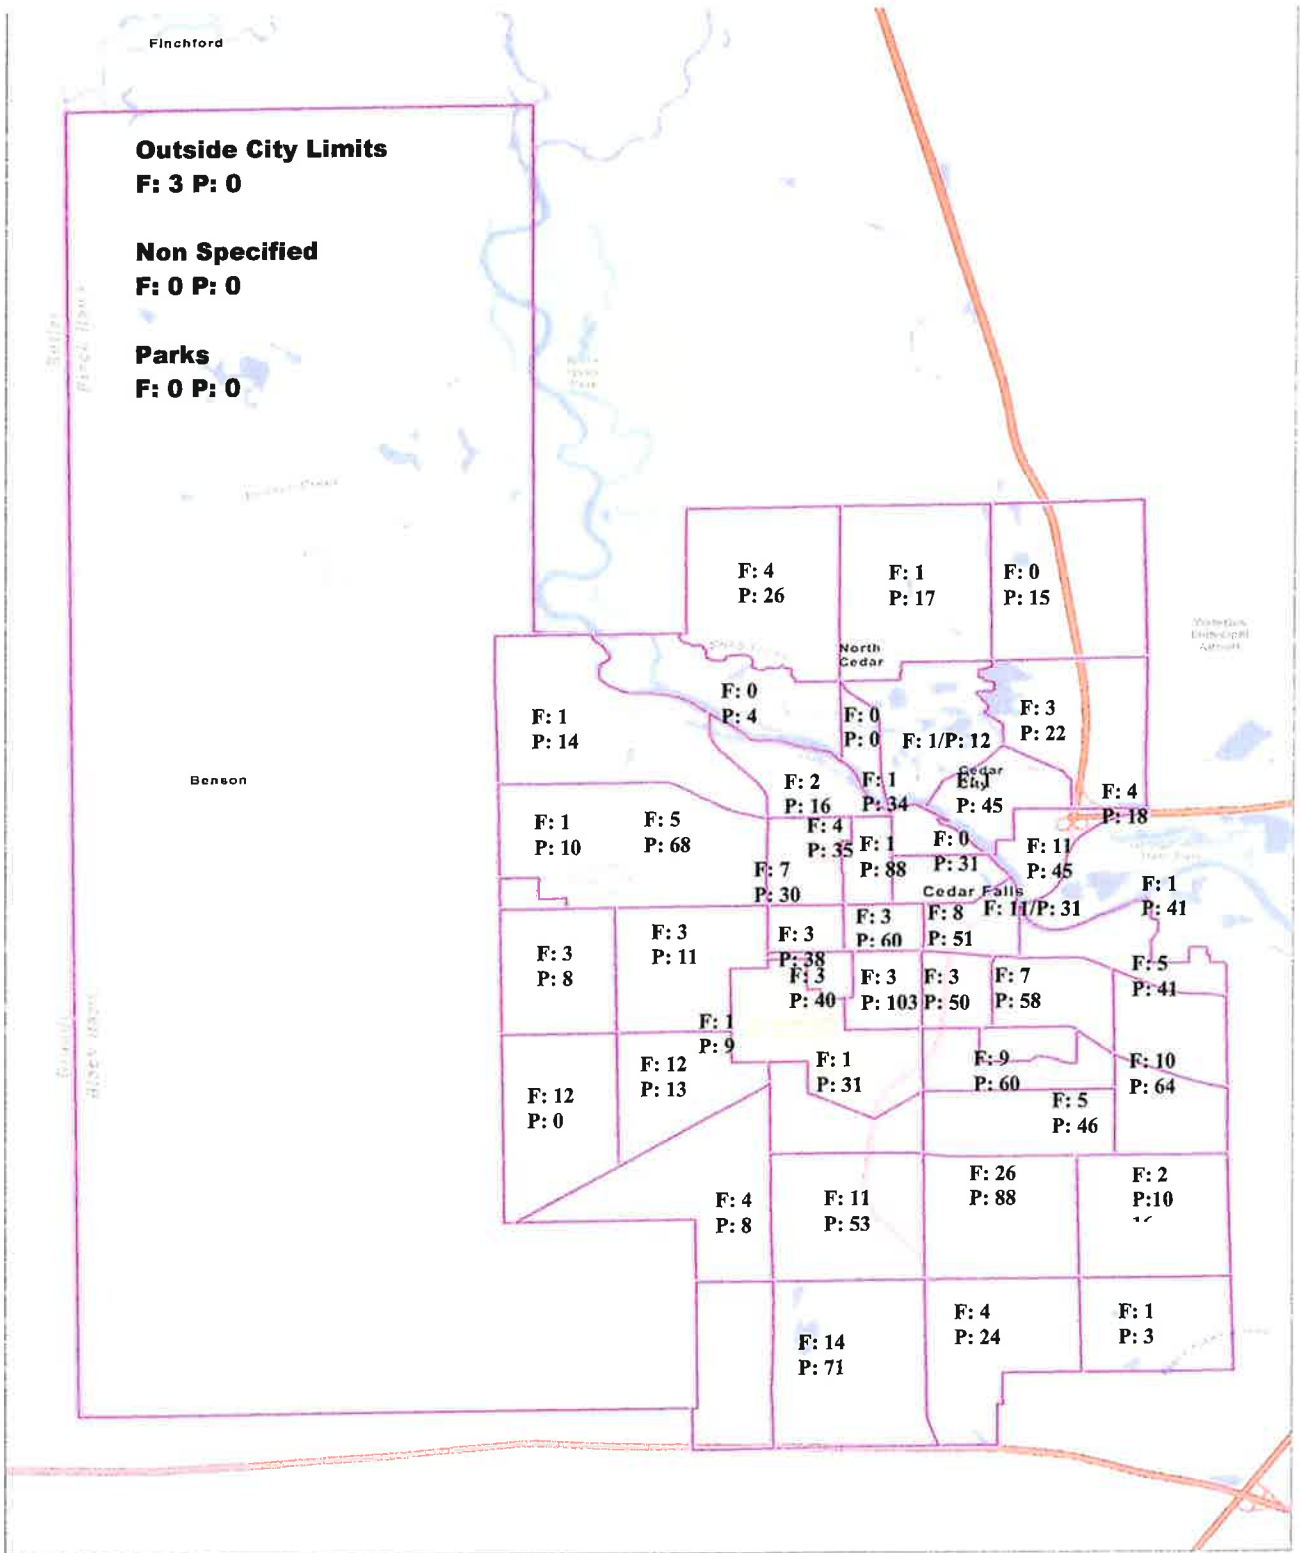 Finchford
Outside City Limits
F: 3 P: 0
Non Specified
F: 0 P: 0
Parks
F: 0 P: 0
F: 4
P: 26
F: 1
P: 17
F: 0
P: 15
North
Cedar
F: 0
P: 4
F: 1
P: 14
F: 0
P: 0
F: 1/P: 12
F: 3
P: 22
Benson
F: 2
P: 16
F: 1
P: 34
Cedar
P: 45
F: 4
P: 18
F: 1
P: 10
F: 5
P: 68
F: 4
P: 35
F: 1
P: 88
F: 0
P: 31
F: 11
P: 45
F: 7
P: 30
Cedar Falls
F: 11/P: 31
F: 1
P: 41
F: 3
P: 60
F: 8
P: 51
F: 3
P: 8
F: 3
P: 11
F: 3
P: 38
F: 3
P: 40
F: 3
P: 103
F: 3
P: 50
F: 7
P: 58
F: 5
P: 41
F: 1
P: 9
F: 12
P: 13
F: 1
P: 31
F: 9
P: 60
F: 10
P: 64
F: 12
P: 0
F: 5
P: 46
F: 4
P: 8
F: 11
P: 53
F: 26
P: 88
F: 2
P:10
F: 14
P: 71
F: 4
P: 24
F: 1
P: 3